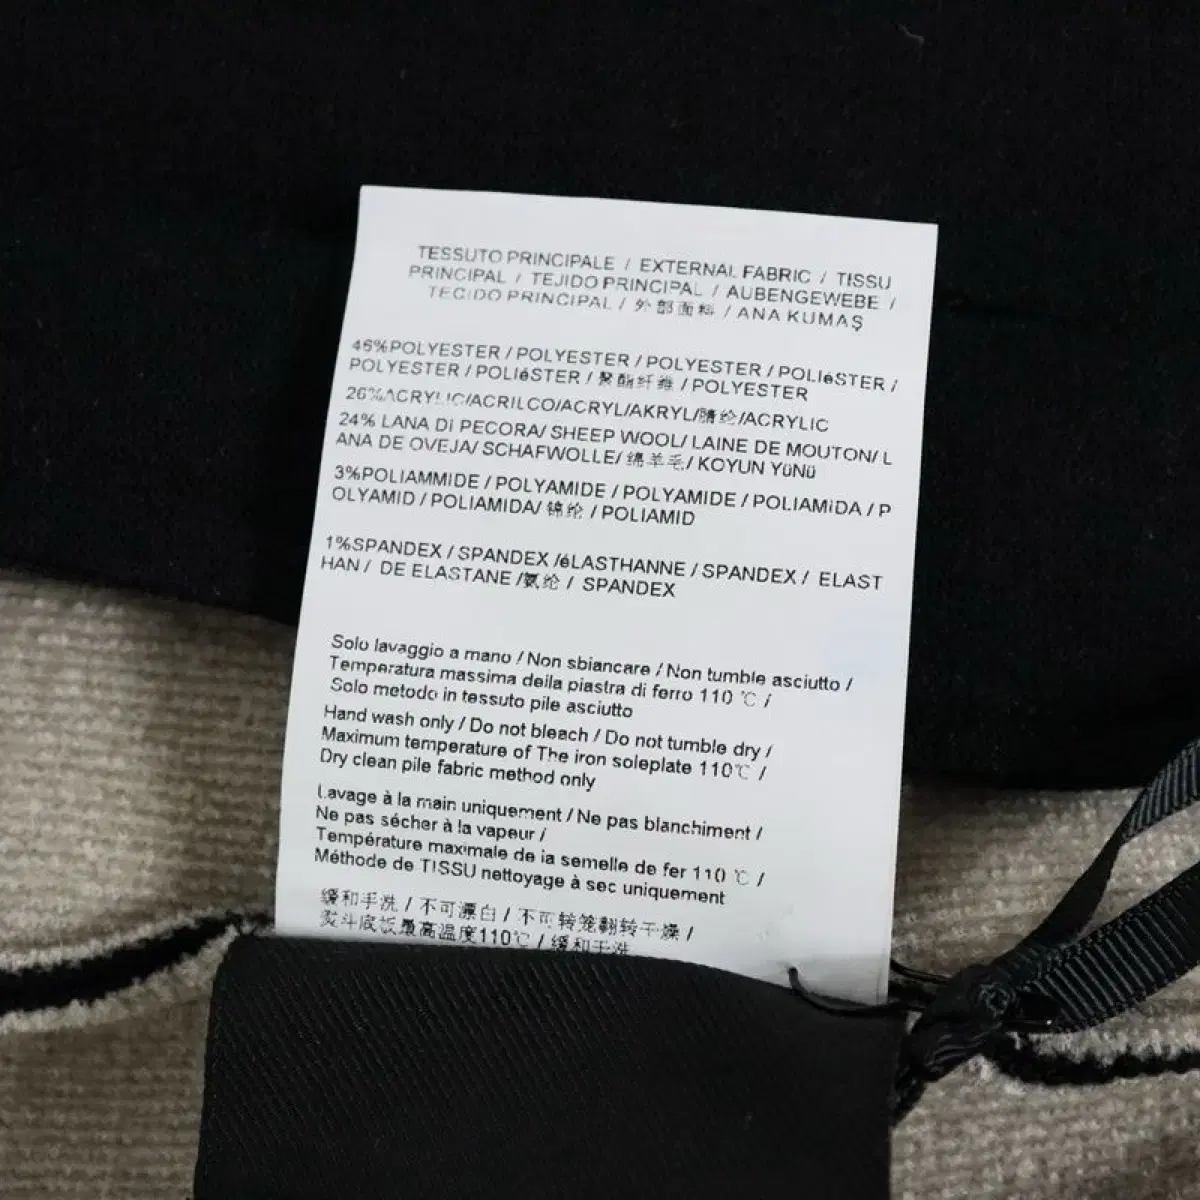 TESSUTO PRINCIPALE / EXTERNAL FABRIC / TISSU
PRINCIPAL / TEJIDO PRINCIPAL / AUBENGEWEBE /
TECIDO PRINCIPAL / 外部面料 / ANA KUMAŞ
46%POLYESTER / POLYESTER / POLYESTER / POLIéSTER /
POLYESTER / POLIéSTER / 聚酯纤维 / POLYESTER
26%ACRYLIC/ACRILCO/ACRYL/AKRYL/腈纶/ACRYLIC
24% LANA DI PECORA/ SHEEP WOOL/ LAINE DE MOUTON/ L
ANA DE OVEJA/ SCHAFWOLLE/ 绵羊毛/ KOYUN YüNü
3%POLIAMMIDE / POLYAMIDE / POLYAMIDE / POLIAMiDA / P
OLYAMID / POLIAMIDA/ 锦纶 / POLIAMID
1%SPANDEX / SPANDEX /éLASTHANNE / SPANDEX / ELAST
HAN / DE ELASTANE /氨纶 / SPANDEX
Solo lavaggio a mano / Non sbiancare / Non tumble asciutto /
Temperatura massima della piastra di ferro 110 ℃ /
Solo metodo in tessuto pile asciutto
Hand wash only / Do not bleach / Do not tumble dry /
Maximum temperature of The iron soleplate 110℃ /
Dry clean pile fabric method only
Lavage à la main uniquement / Ne pas blanchiment /
Ne pas sécher à la vapeur /
Température maximale de la semelle de fer 110 ℃ /
Méthode de TISSU nettoyage à sec uniquement
缓和手洗 / 不可漂白 / 不可转笼翻转干燥 /
熨斗底板最高温度110℃ / 缓和干洗